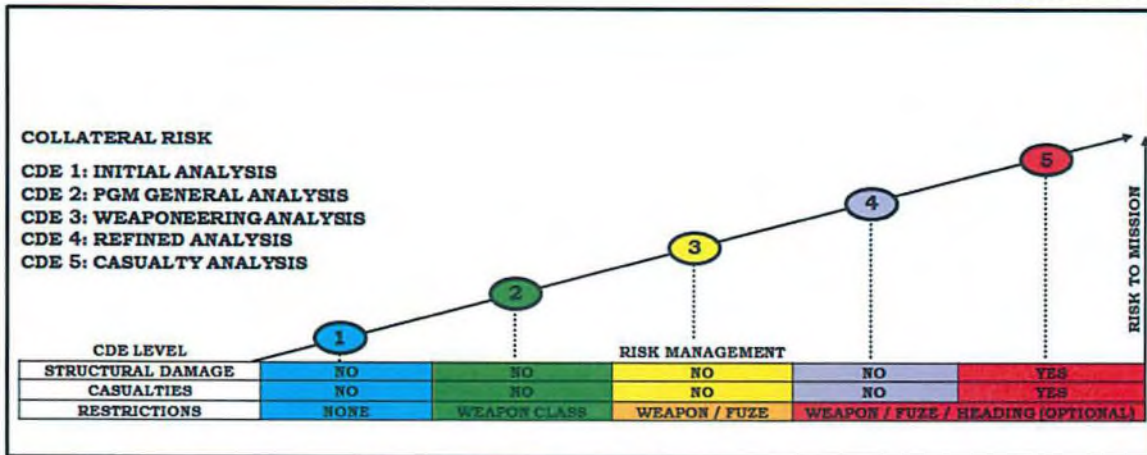 COLLATERAL RISK
CDE 1: INITIAL ANALYSIS
CDE 2: PGM GENERAL ANALYSIS
CDE 3: WEAPONEERING ANALYSIS
CDE 4: REFINED ANALYSIS
CDE 5: CASUALTY ANALYSIS
1
2
3
4
5
RISK TO MISSION
CDE LEVEL RISK MANAGEMENT
STRUCTURAL DAMAGE NO NO NO NO YES
CASUALTIES NO NO NO NO YES
RESTRICTIONS NONE WEAPON CLASS WEAPON / FUZE WEAPON / FUZE / HEADING (OPTIONAL)